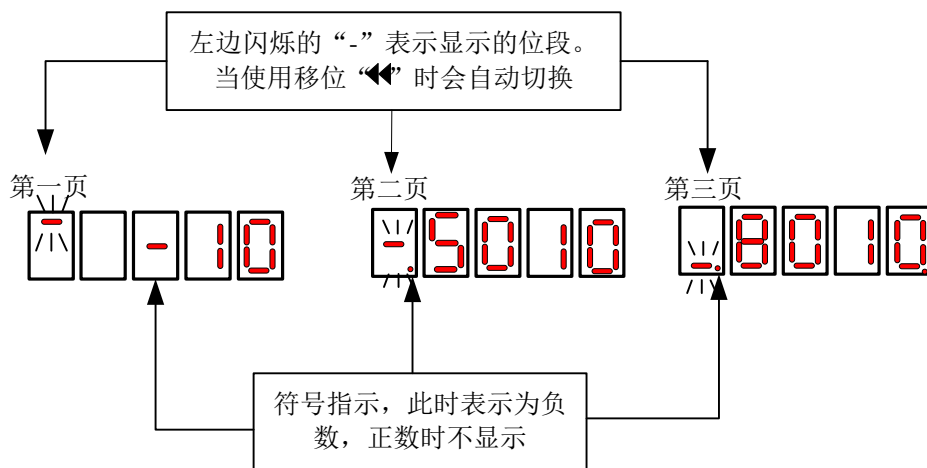 左边闪烁的“-”表示显示的位段。
当使用移位“◀◀”时会自动切换
第一页
第二页
第三页
-10
5010
8010.
符号指示，此时表示为负
数，正数时不显示